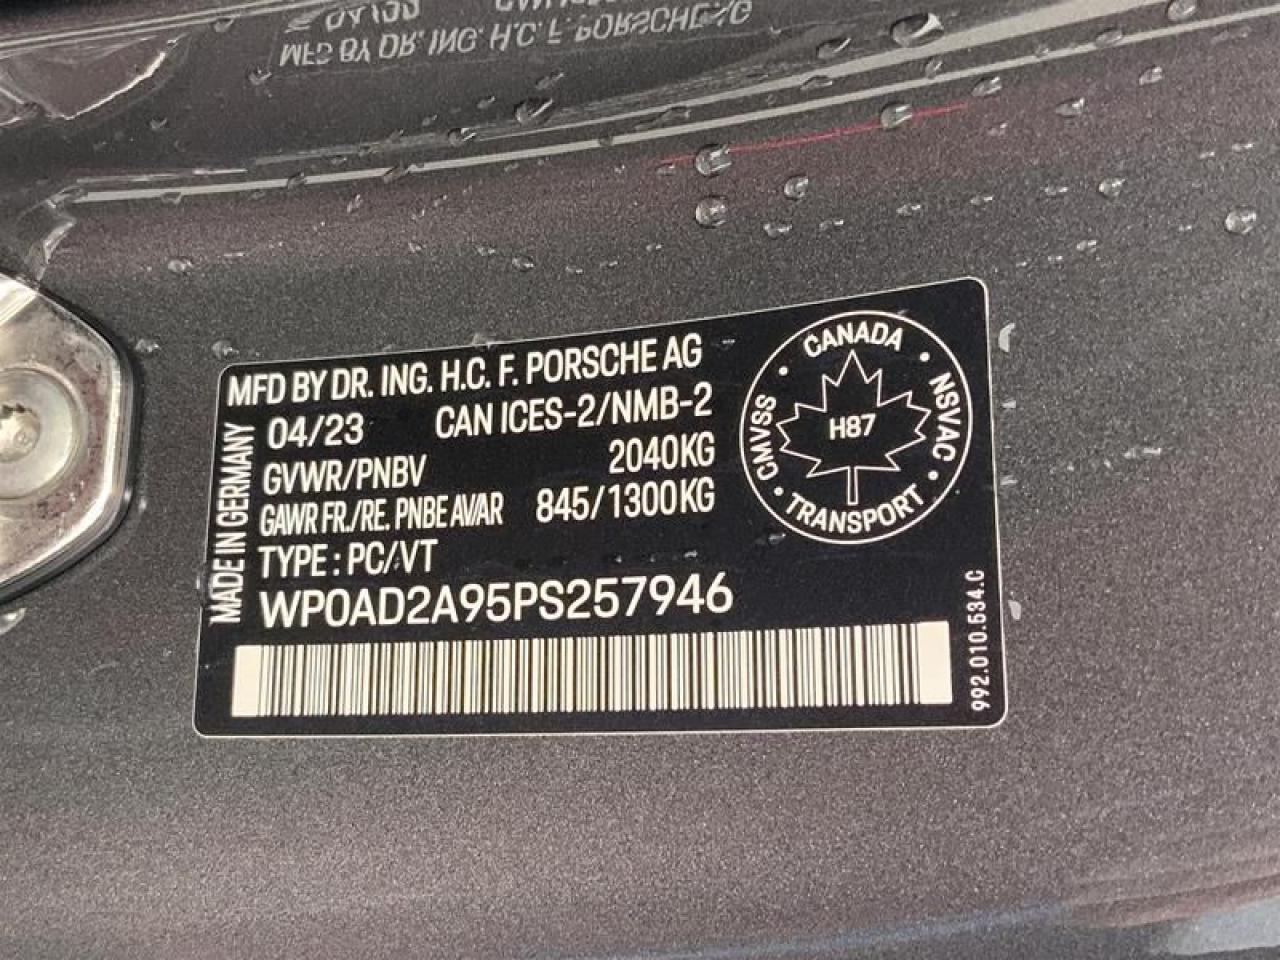 MFD BY DR. ING. H.C. F. PORSCHE AG
MFD BY DR. ING. H.C. F. PORSCHE AG
04/23 CAN ICES-2/NMB-2
GVWR/PNBV 2040KG
GAWR FR./RE. PNBE AV/AR 845/1300KG
TYPE : PC/VT
WP0AD2A95PS257946
MADE IN GERMANY
CANADA
NSVAC
TRANSPORT
CMVSS
H87
992.010.534.C